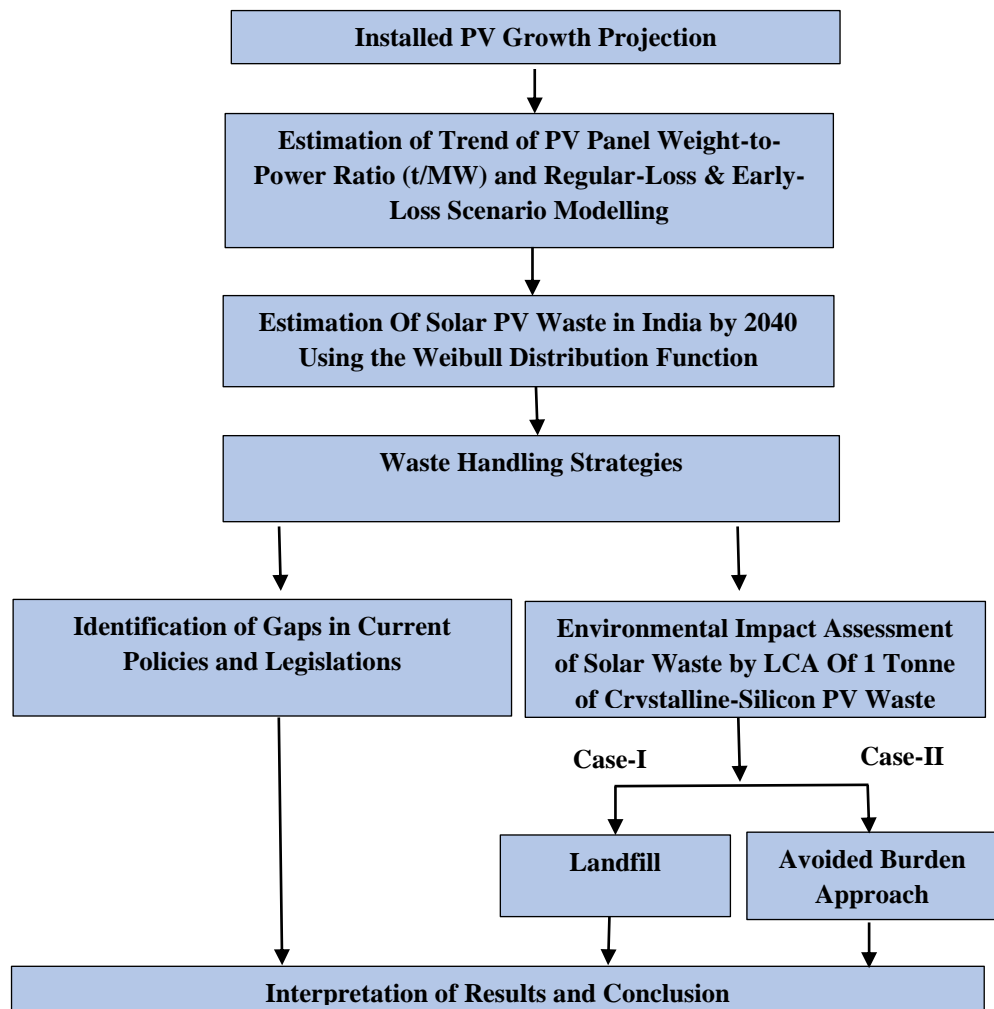 Installed PV Growth Projection
Estimation of Trend of PV Panel Weight-to-
Power Ratio (t/MW) and Regular-Loss & Early-
Loss Scenario Modelling
Estimation Of Solar PV Waste in India by 2040
Using the Weibull Distribution Function
Waste Handling Strategies
Identification of Gaps in Current
Policies and Legislations
Environmental Impact Assessment
of Solar Waste by LCA Of 1 Tonne
of Crystalline-Silicon PV Waste
Case-I
Case-II
Landfill
Avoided Burden
Approach
Interpretation of Results and Conclusion